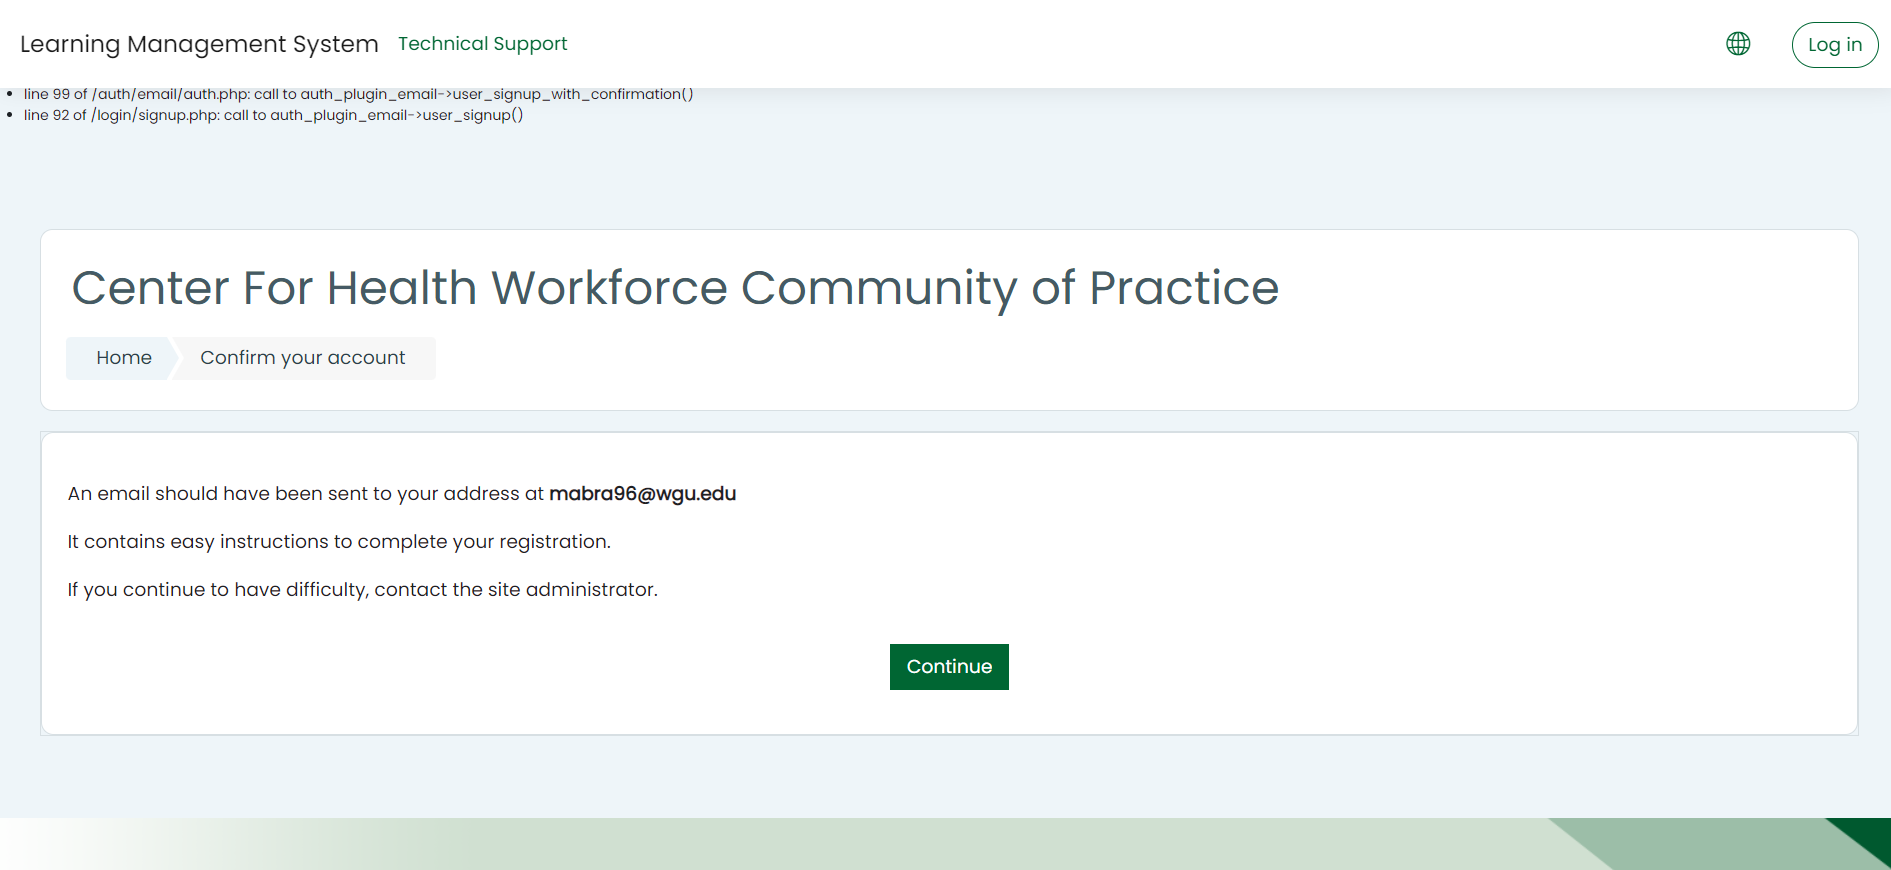 Learning Management System Technical Support Log in
line 99 of /auth/email/auth.php: call to auth_plugin_email->user_signup_with_confirmation()
line 92 of /login/signup.php: call to auth_plugin_email->user_signup()
Center For Health Workforce Community of Practice
Home Confirm your account
An email should have been sent to your address at mabra96@wgu.edu
It contains easy instructions to complete your registration.
If you continue to have difficulty, contact the site administrator.
Continue